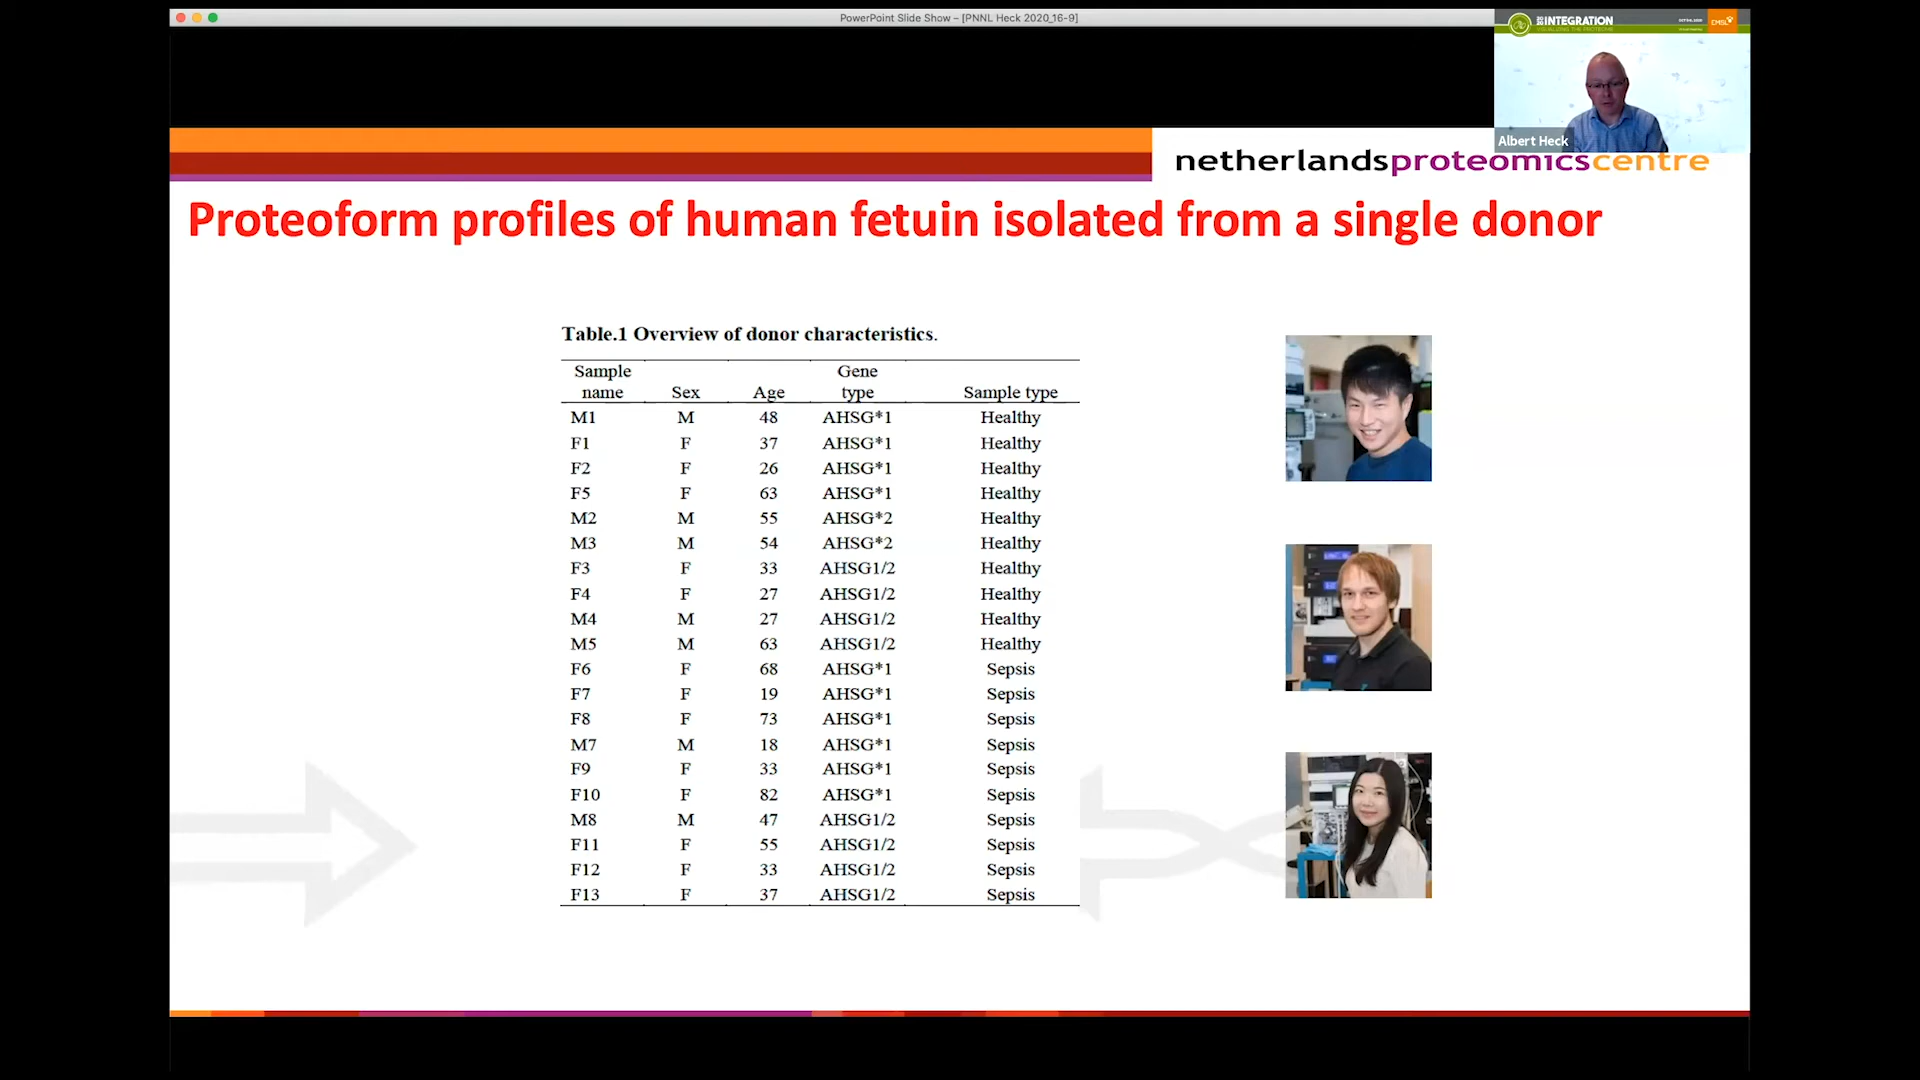 PowerPoint Slide Show – [PNNL Heck 2020_16-9]
INTEGRATION
VISUALIZING THE PROTEOME
EMSL
Albert Heck
netherlandsproteomicscentre
Proteoform profiles of human fetuin isolated from a single donor
Table.1 Overview of donor characteristics.
Sample name Sex Age Gene type Sample type
M1 M 48 AHSG*1 Healthy
F1 F 37 AHSG*1 Healthy
F2 F 26 AHSG*1 Healthy
F5 F 63 AHSG*1 Healthy
M2 M 55 AHSG*2 Healthy
M3 M 54 AHSG*2 Healthy
F3 F 33 AHSG1/2 Healthy
F4 F 27 AHSG1/2 Healthy
M4 M 27 AHSG1/2 Healthy
M5 M 63 AHSG1/2 Healthy
F6 F 68 AHSG*1 Sepsis
F7 F 19 AHSG*1 Sepsis
F8 F 73 AHSG*1 Sepsis
M7 M 18 AHSG*1 Sepsis
F9 F 33 AHSG*1 Sepsis
F10 F 82 AHSG*1 Sepsis
M8 M 47 AHSG1/2 Sepsis
F11 F 55 AHSG1/2 Sepsis
F12 F 33 AHSG1/2 Sepsis
F13 F 37 AHSG1/2 Sepsis